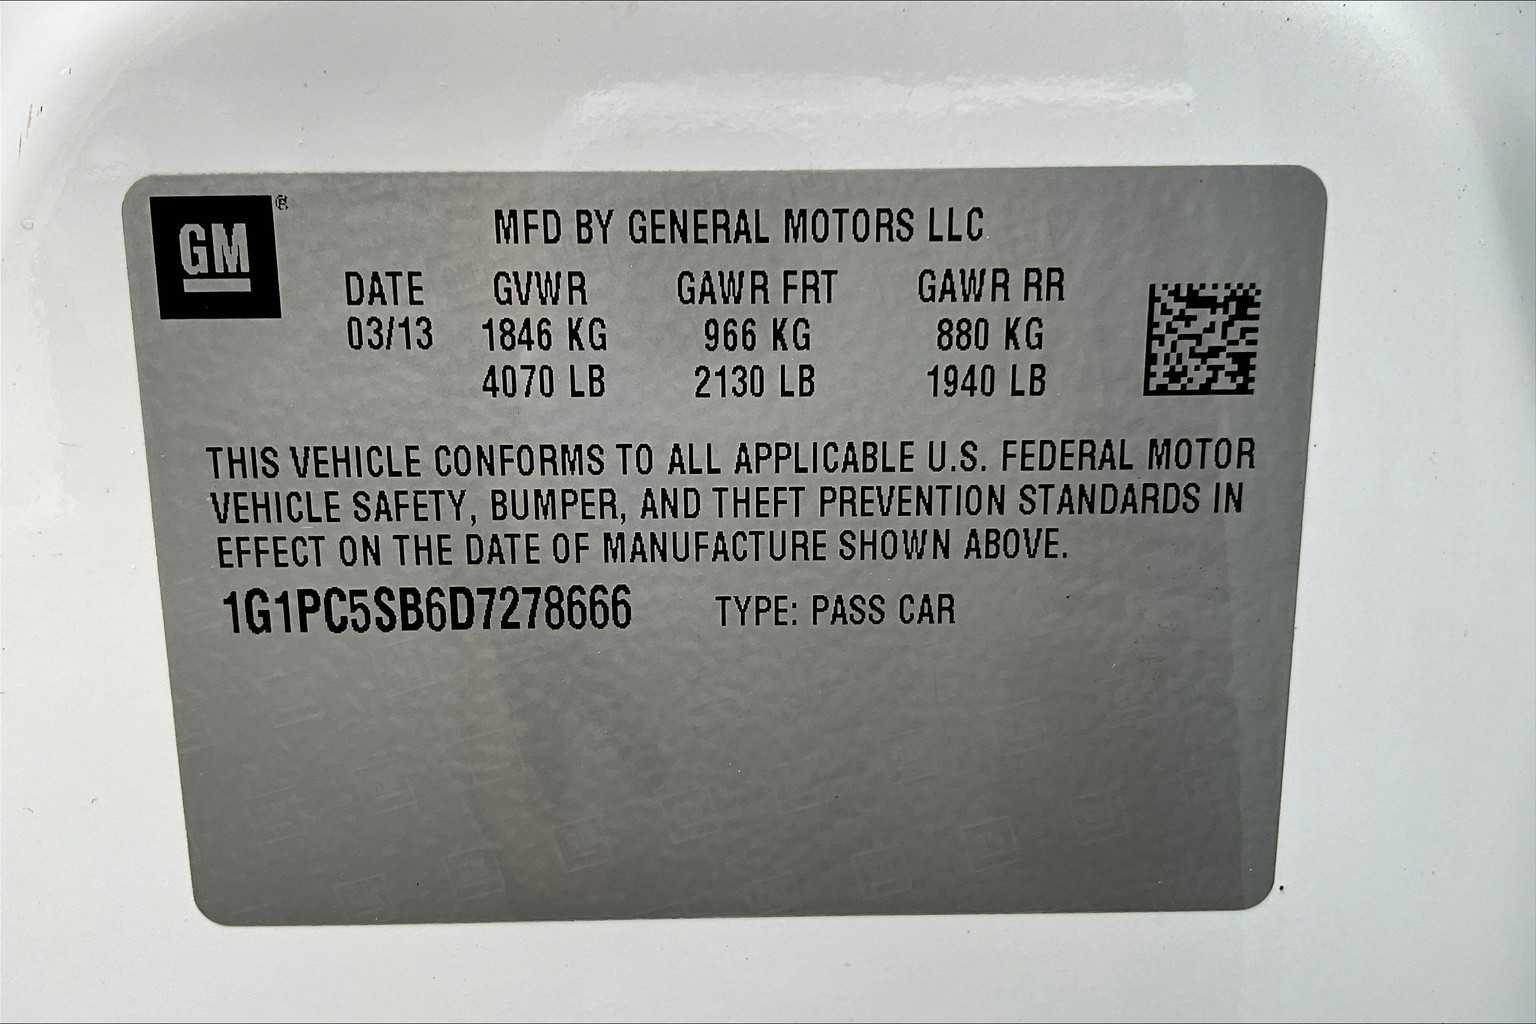 GM ®
MFD BY GENERAL MOTORS LLC
DATE GVWR GAWR FRT GAWR RR
03/13 1846 KG 966 KG 880 KG
4070 LB 2130 LB 1940 LB
THIS VEHICLE CONFORMS TO ALL APPLICABLE U.S. FEDERAL MOTOR
VEHICLE SAFETY, BUMPER, AND THEFT PREVENTION STANDARDS IN
EFFECT ON THE DATE OF MANUFACTURE SHOWN ABOVE.
1G1PC5SB6D7278666 TYPE: PASS CAR